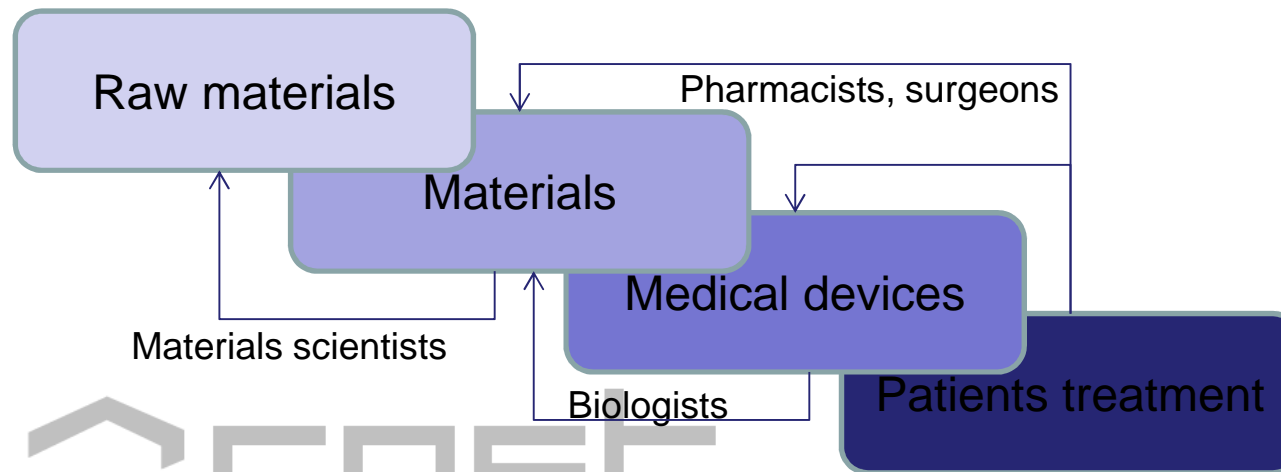 Raw materials
Pharmacists, surgeons
Materials
Medical devices
Materials scientists
Biologists
Patients treatment